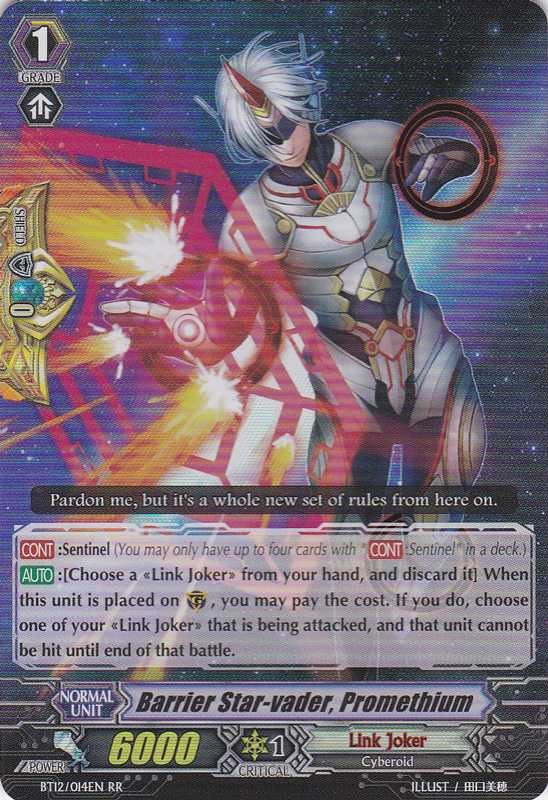 1
GRADE
SHIELD
0
Pardon me, but it's a whole new set of rules from here on.
CONT :Sentinel (You may only have up to four cards with "CONT :Sentinel" in a deck.)
AUTO :[Choose a «Link Joker» from your hand, and discard it] When
this unit is placed on G , you may pay the cost. If you do, choose
one of your «Link Joker» that is being attacked, and that unit cannot
be hit until end of that battle.
NORMAL
UNIT
Barrier Star-vader, Promethium
POWER
6000
1
CRITICAL
Link Joker
Cyberoid
BT12/014EN RR
ILLUST / 田口美穂